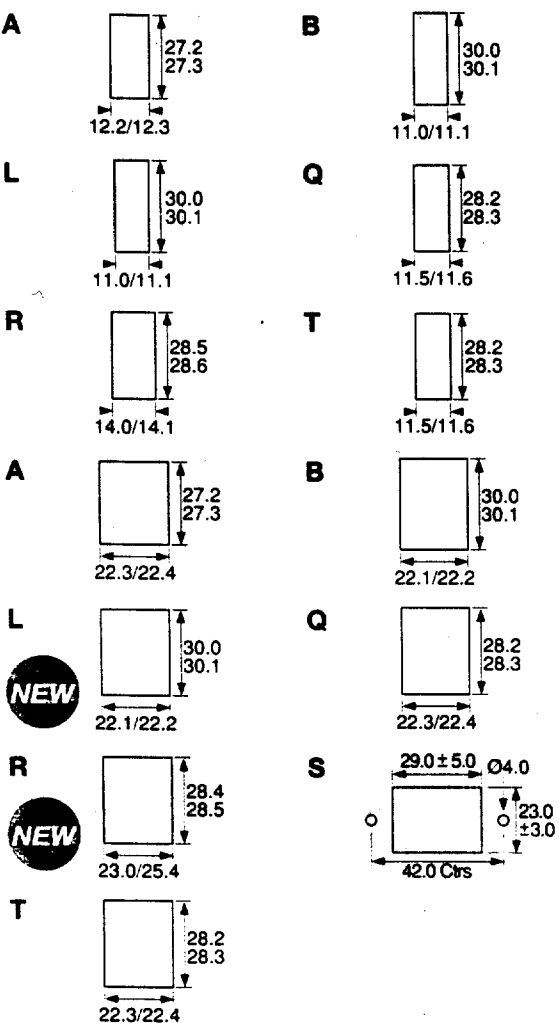 A
27.2
27.3
12.2/12.3
B
30.0
30.1
11.0/11.1
L
30.0
30.1
11.0/11.1
Q
28.2
28.3
11.5/11.6
R
28.5
28.6
14.0/14.1
T
28.2
28.3
11.5/11.6
A
27.2
27.3
22.3/22.4
B
30.0
30.1
22.1/22.2
L
NEW
30.0
30.1
22.1/22.2
Q
28.2
28.3
22.3/22.4
R
NEW
28.4
28.5
23.0/25.4
S
29.0±5.0
Ø4.0
23.0
±3.0
42.0 Ctrs
T
28.2
28.3
22.3/22.4